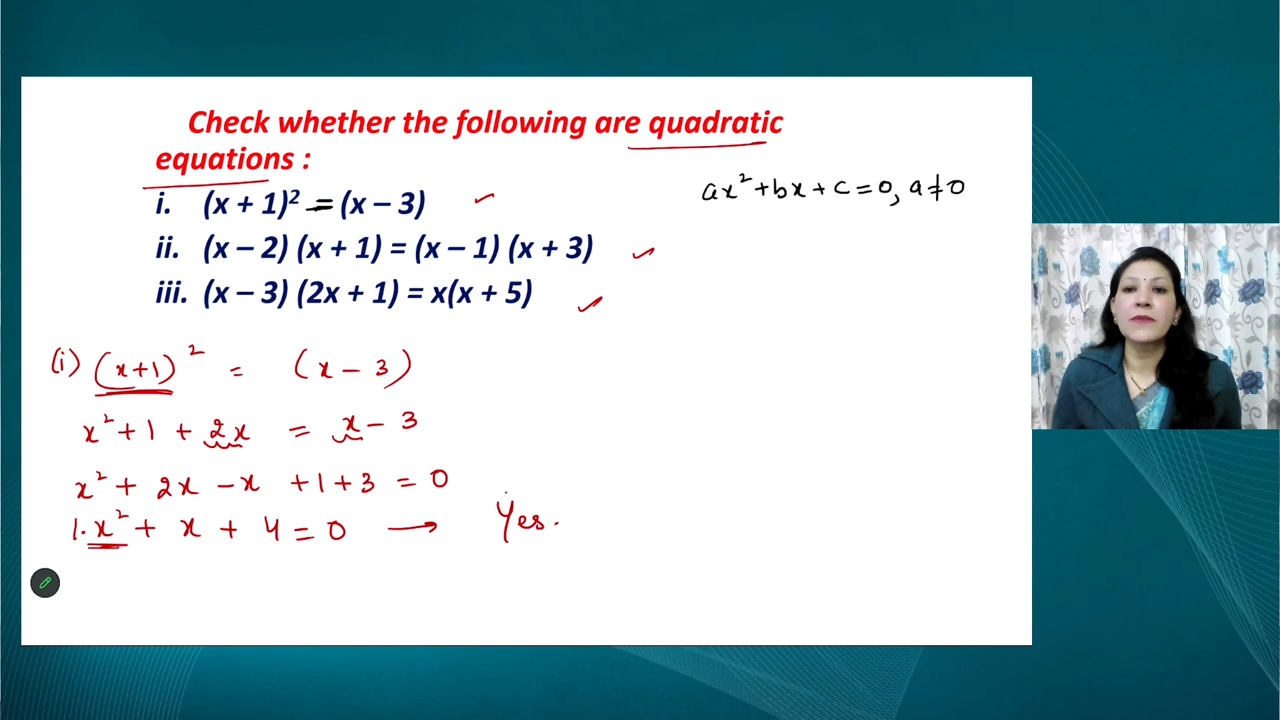 Check whether the following are quadratic
equations :
i. (x + 1)² = (x – 3)
ii. (x – 2) (x + 1) = (x – 1) (x + 3)
iii. (x – 3) (2x + 1) = x(x + 5)
ax² + bx + c = 0, a ≠ 0
(i) (x+1)² = (x – 3)
x² + 1 + 2x = x – 3
x² + 2x – x + 1 + 3 = 0
1·x² + x + 4 = 0 → Yes.